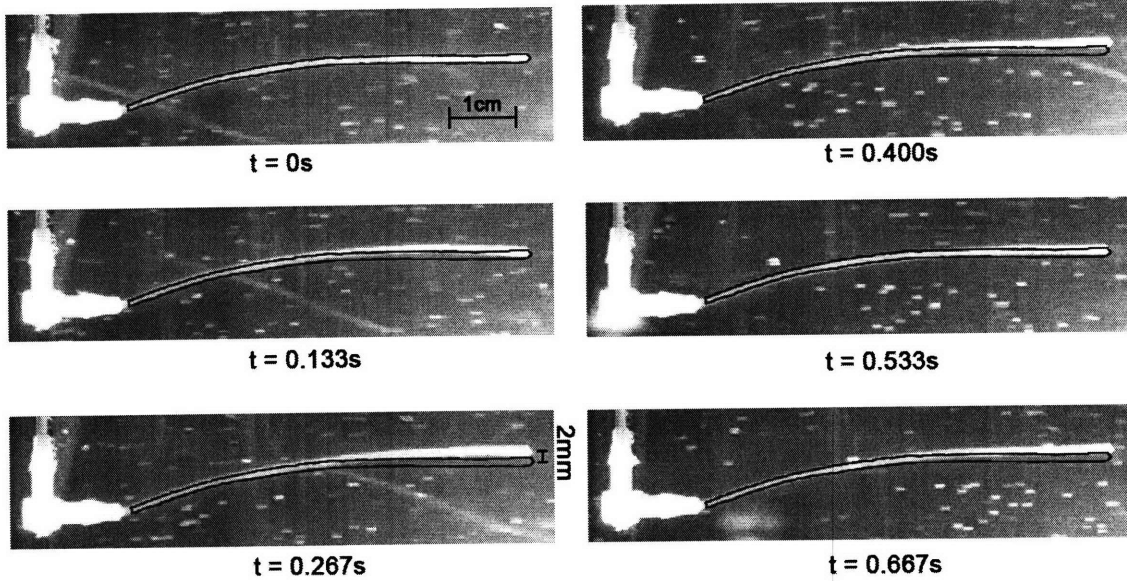 1cm
t = 0s
t = 0.400s
t = 0.133s
t = 0.533s
2mm
t = 0.267s
t = 0.667s